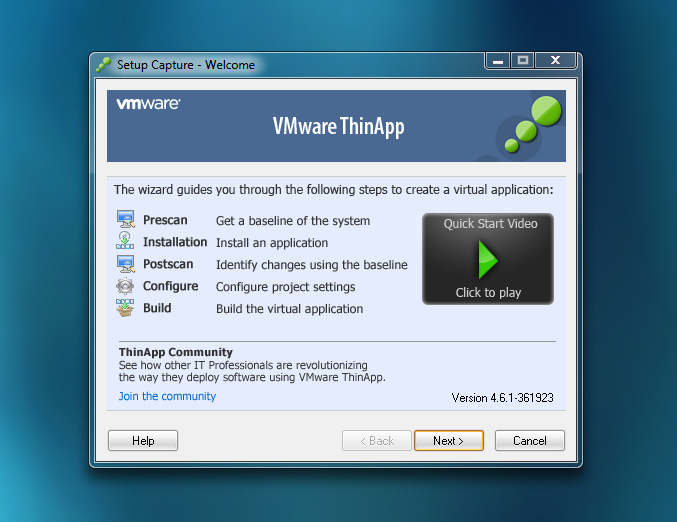 Setup Capture - Welcome
vmware®
VMware ThinApp
The wizard guides you through the following steps to create a virtual application:
Prescan Get a baseline of the system
Installation Install an application
Postscan Identify changes using the baseline
Configure Configure project settings
Build Build the virtual application
Quick Start Video
Click to play
ThinApp Community
See how other IT Professionals are revolutionizing
the way they deploy software using VMware ThinApp.
Join the community
Version 4.6.1-361923
Help
< Back
Next >
Cancel